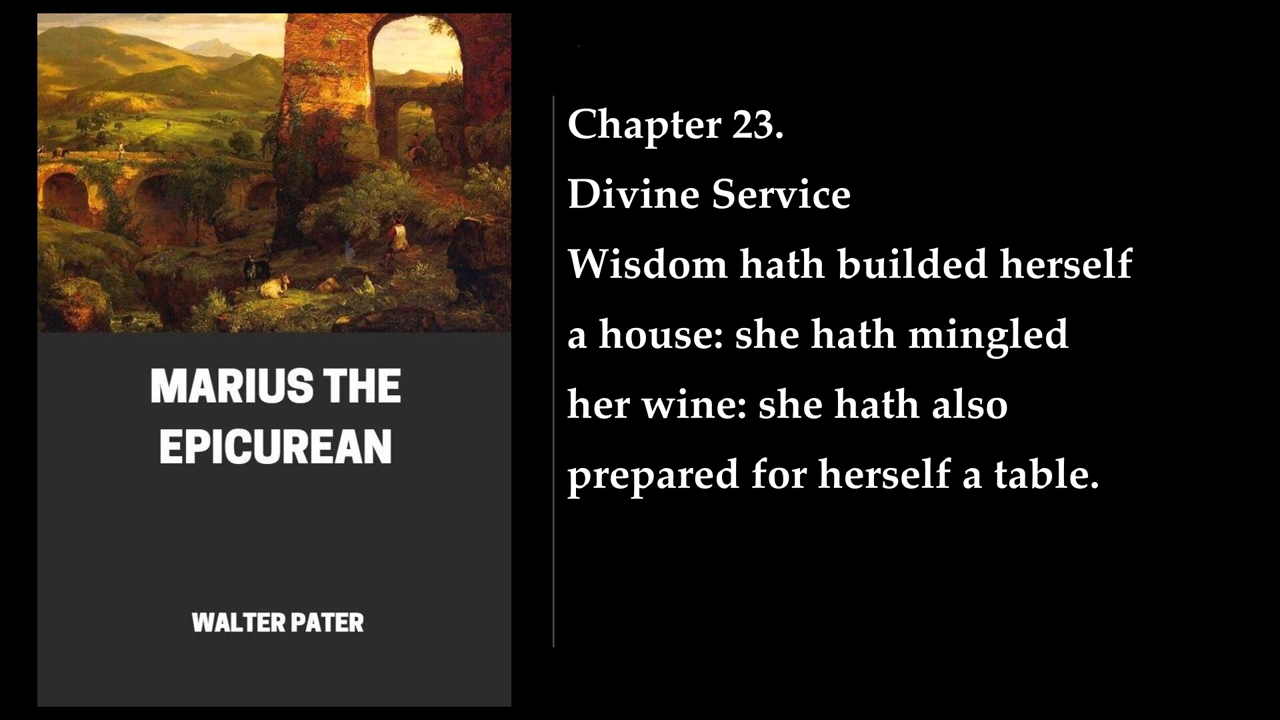 MARIUS THE
EPICUREAN
WALTER PATER
Chapter 23.
Divine Service
Wisdom hath builded herself
a house: she hath mingled
her wine: she hath also
prepared for herself a table.